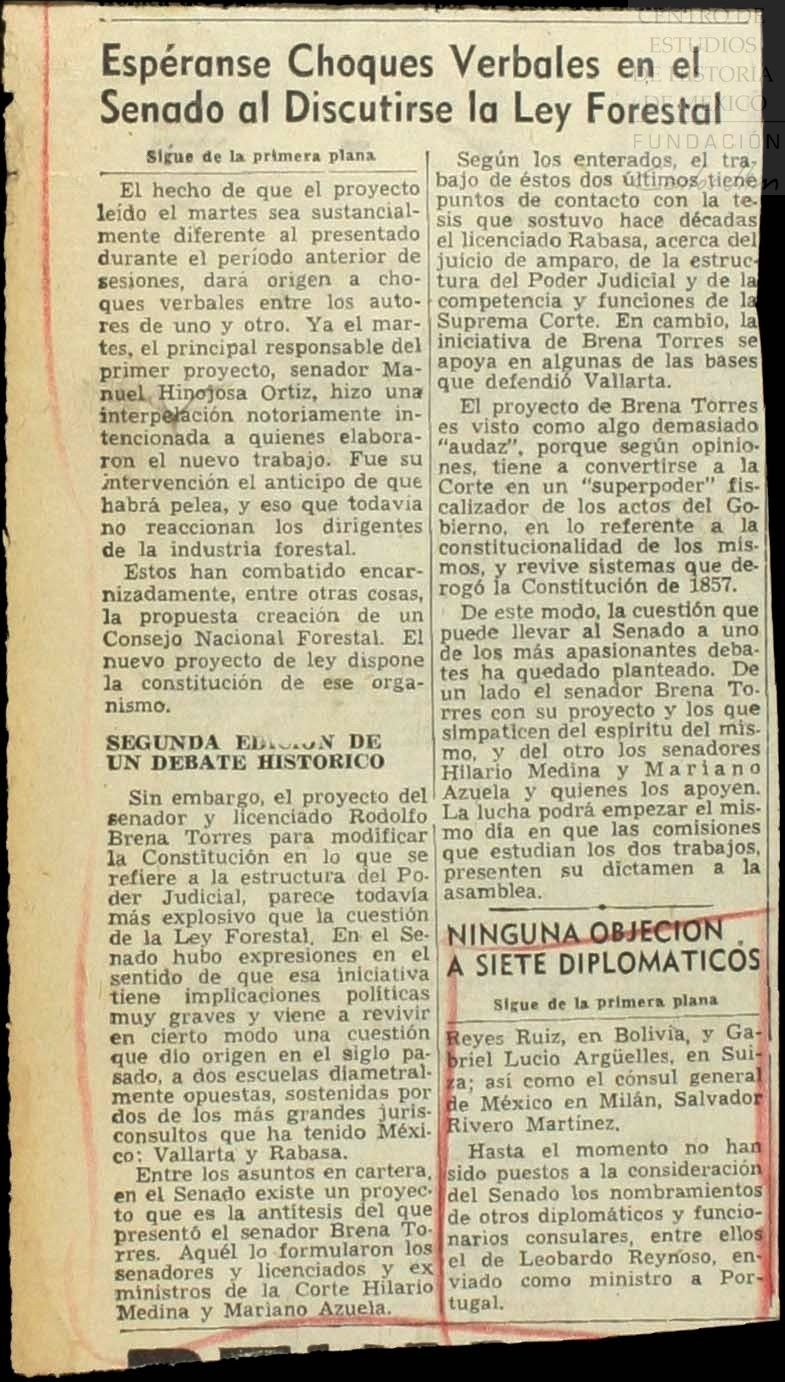 Espéranse Choques Verbales en el
Senado al Discutirse la Ley Forestal
Sigue de la primera plana
El hecho de que el proyecto
leído el martes sea sustancial-
mente diferente al presentado
durante el período anterior de
sesiones, dará origen a cho-
ques verbales entre los auto-
res de uno y otro. Ya el mar-
tes, el principal responsable del
primer proyecto, senador Ma-
nuel Hinojosa Ortiz, hizo una
interpelación notoriamente in-
tencionada a quienes elabora-
ron el nuevo trabajo. Fue su
intervención el anticipo de que
habrá pelea, y eso que todavía
no reaccionan los dirigentes
de la industria forestal.
Estos han combatido encar-
nizadamente, entre otras cosas,
la propuesta creación de un
Consejo Nacional Forestal. El
nuevo proyecto de ley dispone
la constitución de ese orga-
nismo.
SEGUNDA EDICION DE
UN DEBATE HISTORICO
Sin embargo, el proyecto del
senador y licenciado Rodolfo
Brena Torres para modificar
la Constitución en lo que se
refiere a la estructura del Po-
der Judicial, parece todavía
más explosivo que la cuestión
de la Ley Forestal. En el Se-
nado hubo expresiones en el
sentido de que esa iniciativa
tiene implicaciones políticas
muy graves y viene a revivir
en cierto modo una cuestión
que dio origen en el siglo pa-
sado, a dos escuelas diametral-
mente opuestas, sostenidas por
dos de los más grandes juris-
consultos que ha tenido Méxi-
co: Vallarta y Rabasa.
Entre los asuntos en cartera,
en el Senado existe un proyec-
to que es la antítesis del que
presentó el senador Brena To-
rres. Aquél lo formularon los
senadores y licenciados y ex
ministros de la Corte Hilario
Medina y Mariano Azuela.
Según los enterados, el tra-
bajo de éstos dos últimos tiene
puntos de contacto con la te-
sis que sostuvo hace décadas
el licenciado Rabasa, acerca del
juicio de amparo, de la estruc-
tura del Poder Judicial y de la
competencia y funciones de la
Suprema Corte. En cambio, la
iniciativa de Brena Torres se
apoya en algunas de las bases
que defendió Vallarta.
El proyecto de Brena Torres
es visto como algo demasiado
"audaz", porque según opinio-
nes, tiene a convertirse a la
Corte en un "superpoder" fis-
calizador de los actos del Go-
bierno, en lo referente a la
constitucionalidad de los mis-
mos, y revive sistemas que de-
rogó la Constitución de 1857.
De este modo, la cuestión que
puede llevar al Senado a uno
de los más apasionantes deba-
tes ha quedado planteado. De
un lado el senador Brena To-
rres con su proyecto y los que
simpaticen del espíritu del mis-
mo, y del otro los senadores
Hilario Medina y Mariano
Azuela y quienes los apoyen.
La lucha podrá empezar el mis-
mo día en que las comisiones
que estudian los dos trabajos,
presenten su dictamen a la
asamblea.
NINGUNA OBJECION
A SIETE DIPLOMATICOS
Sigue de la primera plana
Reyes Ruiz, en Bolivia, y Ga-
briel Lucio Argüelles, en Sui-
za; así como el cónsul general
de México en Milán, Salvador
Rivero Martínez.
Hasta el momento no han
sido puestos a la consideración
del Senado los nombramientos
de otros diplomáticos y funcio-
narios consulares, entre ellos
el de Leobardo Reynoso, en-
viado como ministro a Por-
tugal.
CENTRO DE
ESTUDIOS
DE HISTORIA
DE MÉXICO
FUNDACIÓN